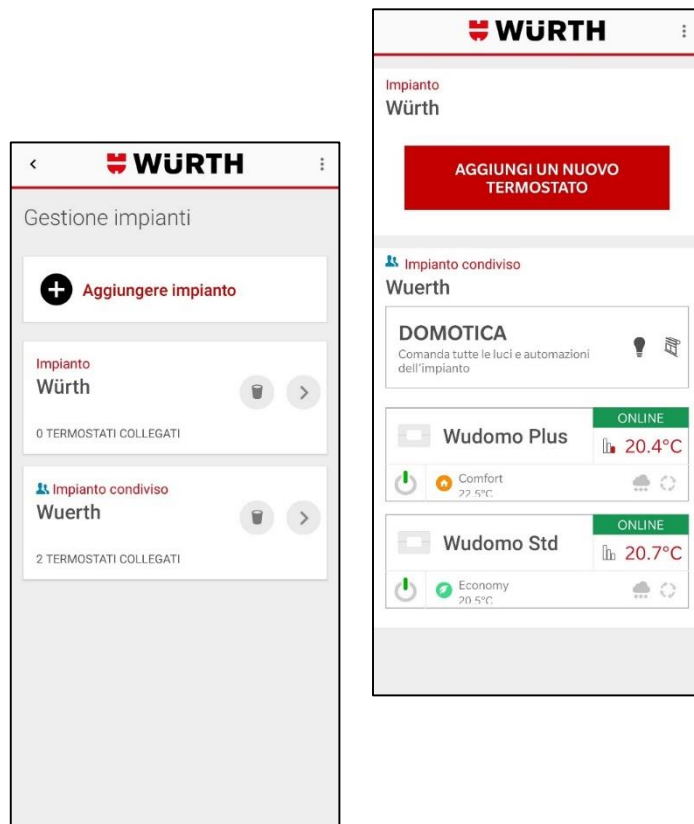 WÜRTH
Gestione impianti
Aggiungere impianto
Impianto
Würth
0 TERMOSTATI COLLEGATI
Impianto condiviso
Wuerth
2 TERMOSTATI COLLEGATI
WÜRTH
Impianto
Würth
AGGIUNGI UN NUOVO
TERMOSTATO
Impianto condiviso
Wuerth
DOMOTICA
Comanda tutte le luci e automazioni
dell'impianto
ONLINE
Wudomo Plus
20.4°C
Comfort
22.5°C
ONLINE
Wudomo Std
20.7°C
Economy
20.5°C